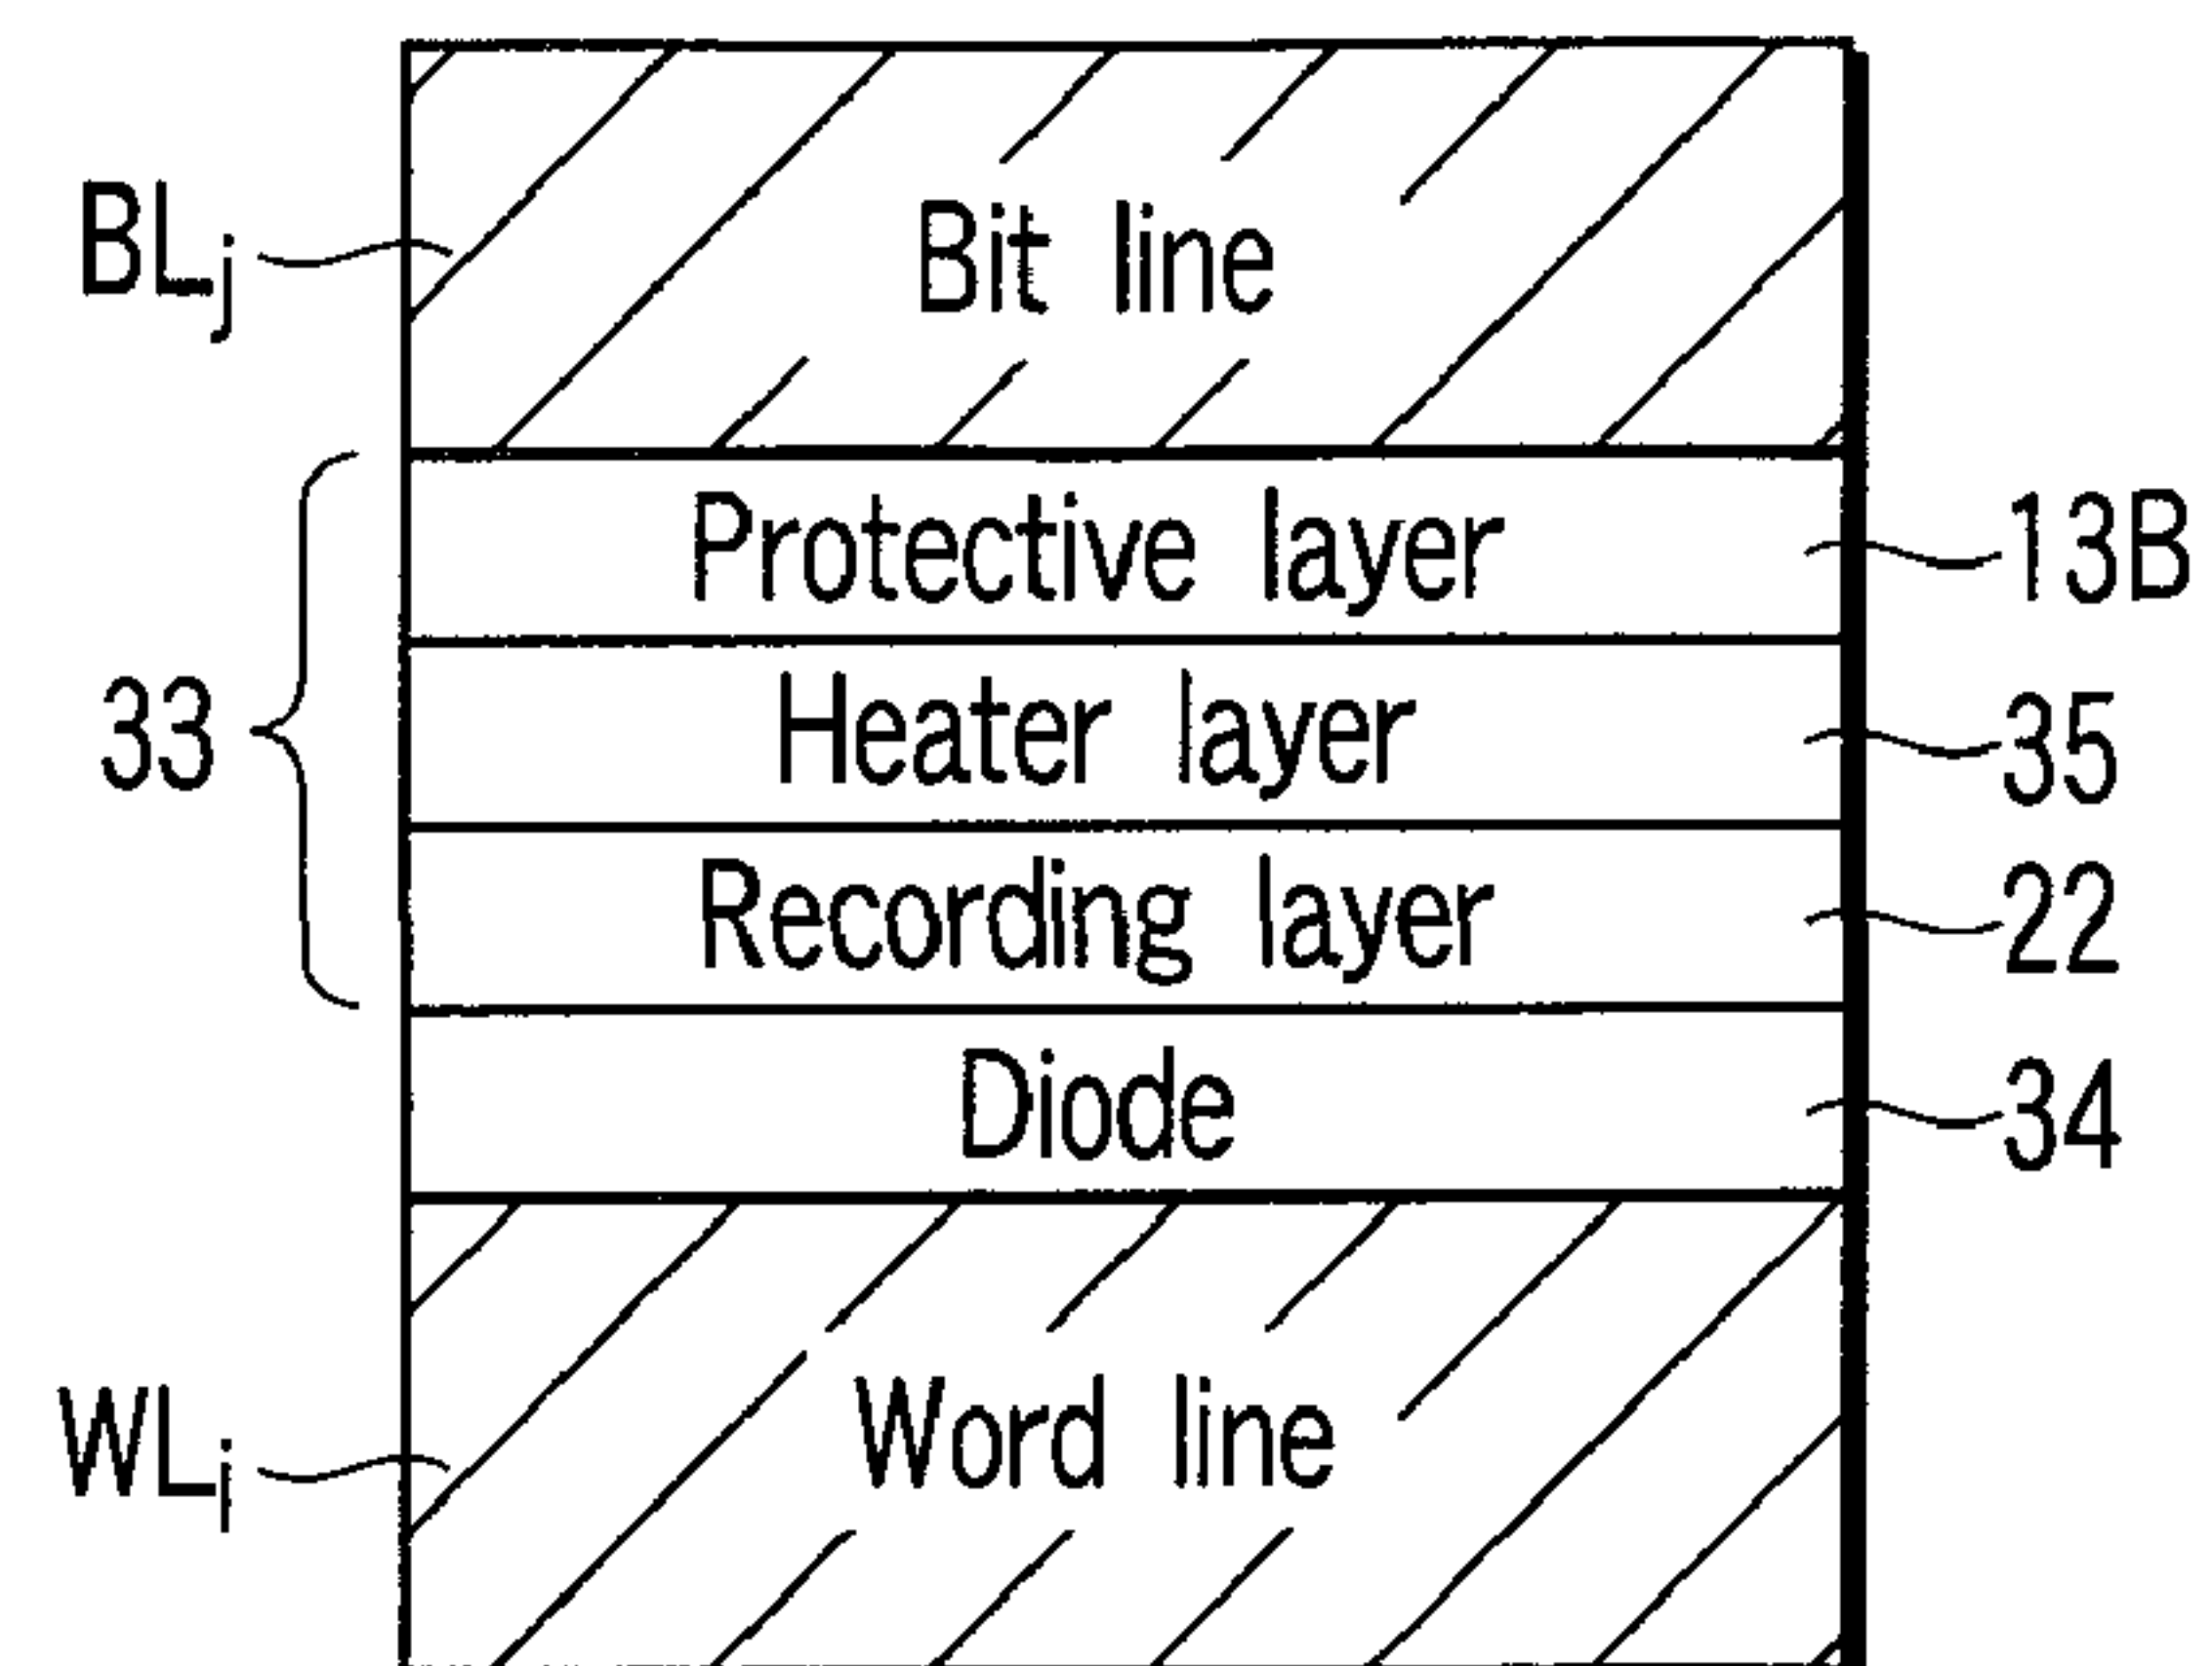 BLj Bit line
Protective layer 13B
33 Heater layer 35
Recording layer 22
Diode 34
WLi Word line